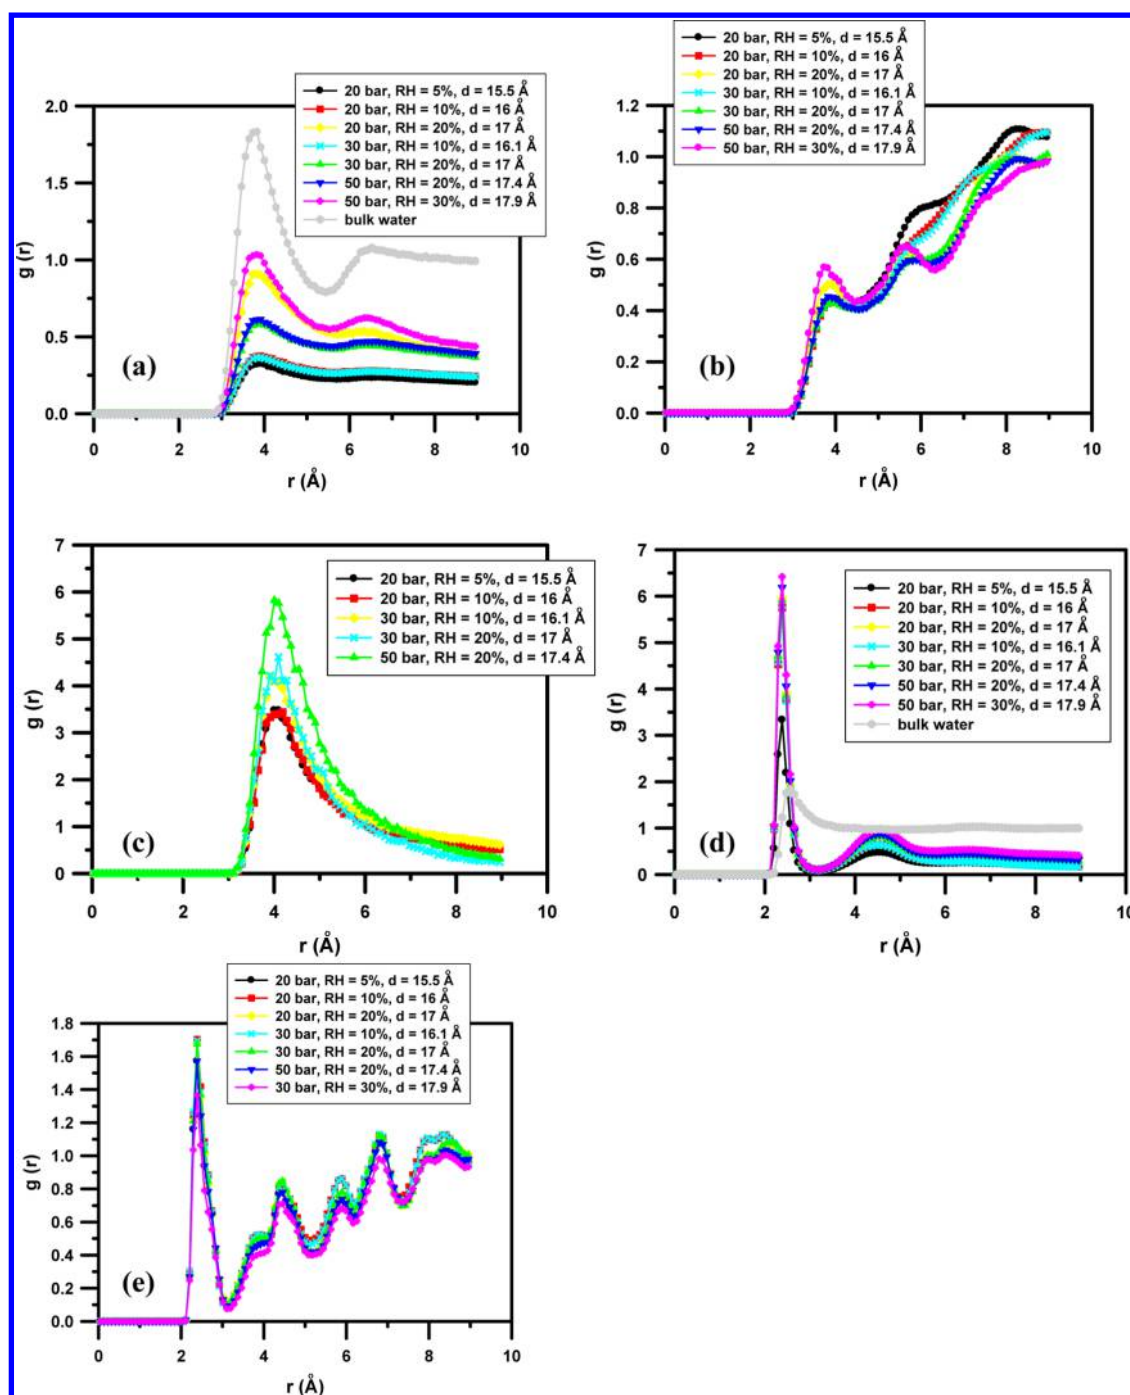 20 bar, RH = 5%, d = 15.5 Å
20 bar, RH = 10%, d = 16 Å
20 bar, RH = 20%, d = 17 Å
30 bar, RH = 10%, d = 16.1 Å
30 bar, RH = 20%, d = 17 Å
50 bar, RH = 20%, d = 17.4 Å
50 bar, RH = 30%, d = 17.9 Å
bulk water
2.0
1.5
1.0
0.5
0.0
g (r)
(a)
0 2 4 6 8 10
r (Å)
20 bar, RH = 5%, d = 15.5 Å
20 bar, RH = 10%, d = 16 Å
20 bar, RH = 20%, d = 17 Å
30 bar, RH = 10%, d = 16.1 Å
30 bar, RH = 20%, d = 17 Å
50 bar, RH = 20%, d = 17.4 Å
50 bar, RH = 30%, d = 17.9 Å
1.2
1.0
0.8
0.6
0.4
0.2
0.0
g (r)
(b)
0 2 4 6 8 10
r (Å)
20 bar, RH = 5%, d = 15.5 Å
20 bar, RH = 10%, d = 16 Å
30 bar, RH = 10%, d = 16.1 Å
30 bar, RH = 20%, d = 17 Å
50 bar, RH = 20%, d = 17.4 Å
7
6
5
4
3
2
1
0
g (r)
(c)
0 2 4 6 8 10
r (Å)
20 bar, RH = 5%, d = 15.5 Å
20 bar, RH = 10%, d = 16 Å
20 bar, RH = 20%, d = 17 Å
30 bar, RH = 10%, d = 16.1 Å
30 bar, RH = 20%, d = 17 Å
50 bar, RH = 20%, d = 17.4 Å
50 bar, RH = 30%, d = 17.9 Å
bulk water
7
6
5
4
3
2
1
0
g (r)
(d)
0 2 4 6 8 10
r (Å)
20 bar, RH = 5%, d = 15.5 Å
20 bar, RH = 10%, d = 16 Å
20 bar, RH = 20%, d = 17 Å
30 bar, RH = 10%, d = 16.1 Å
30 bar, RH = 20%, d = 17 Å
50 bar, RH = 20%, d = 17.4 Å
30 bar, RH = 30%, d = 17.9 Å
1.8
1.6
1.4
1.2
1.0
0.8
0.6
0.4
0.2
0.0
g (r)
(e)
0 2 4 6 8 10
r (Å)